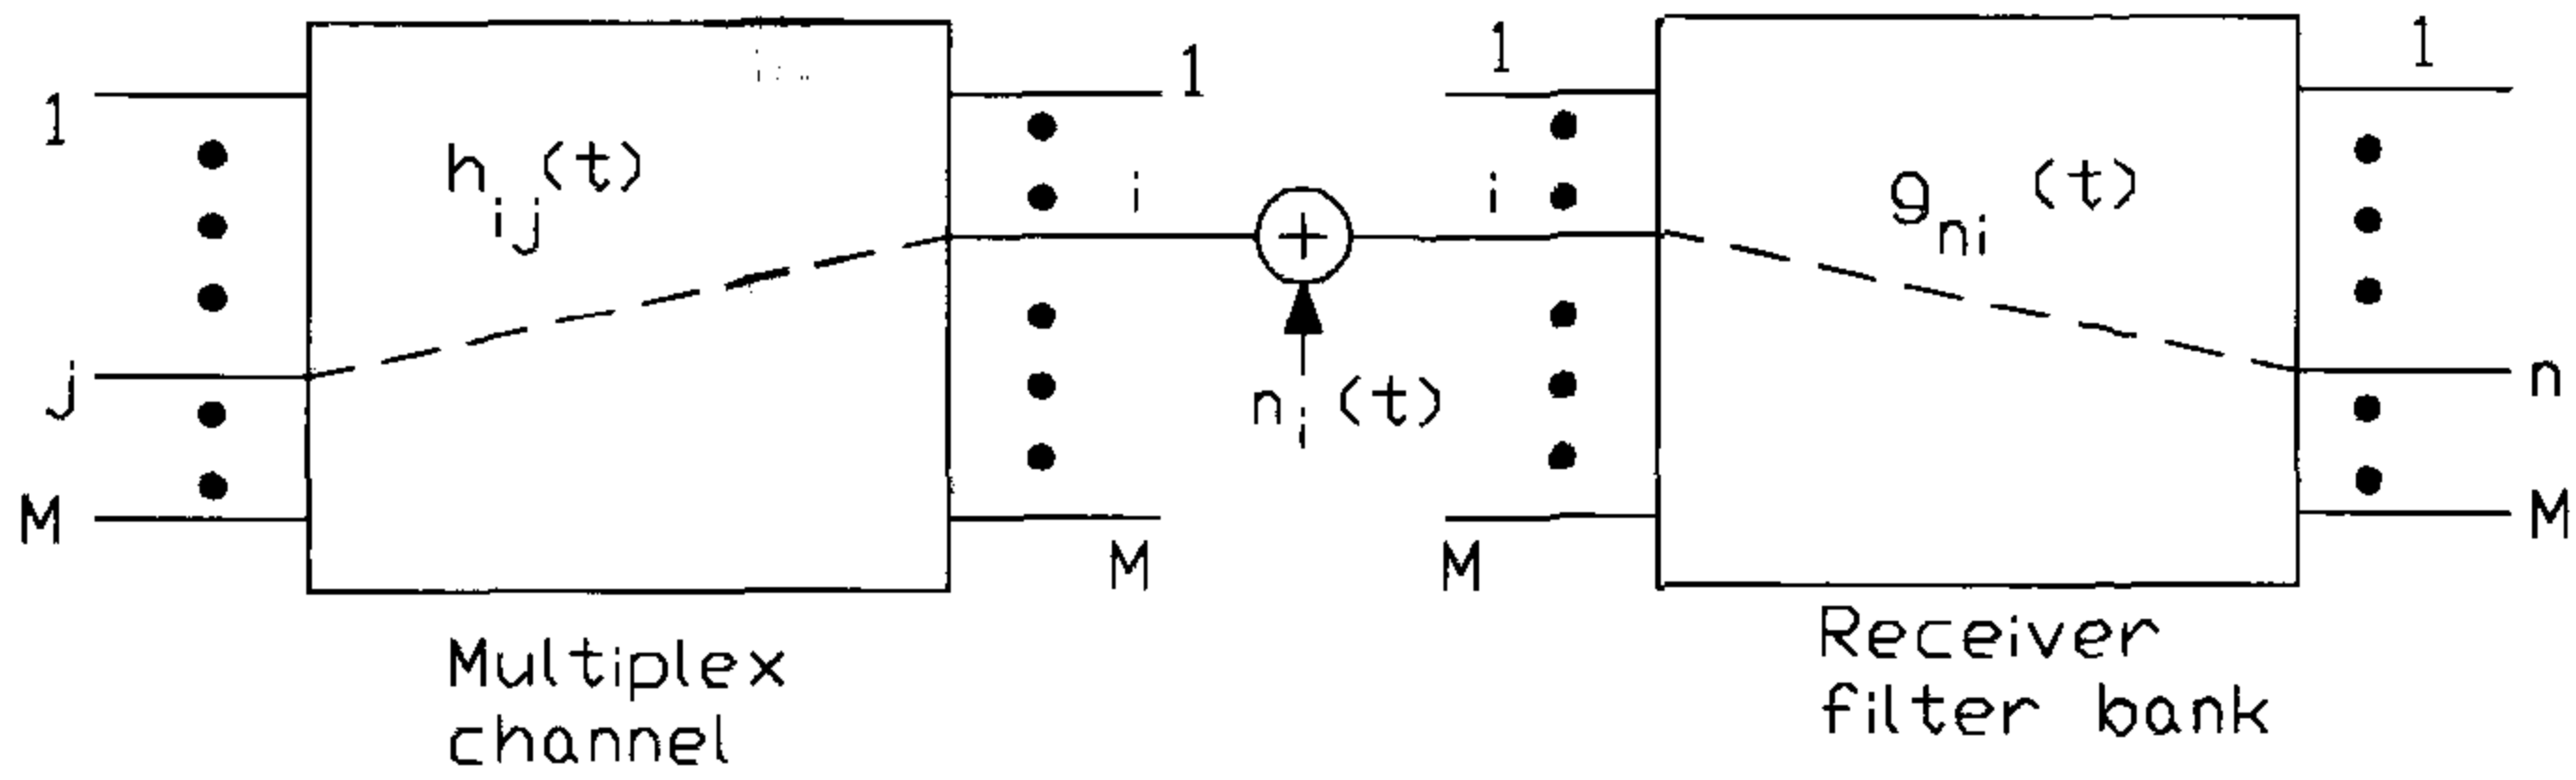 1
j
M
h_ij(t)
1
i
M
Multiplex
channel
n_i(t)
1
i
M
g_ni(t)
1
n
M
Receiver
filter bank